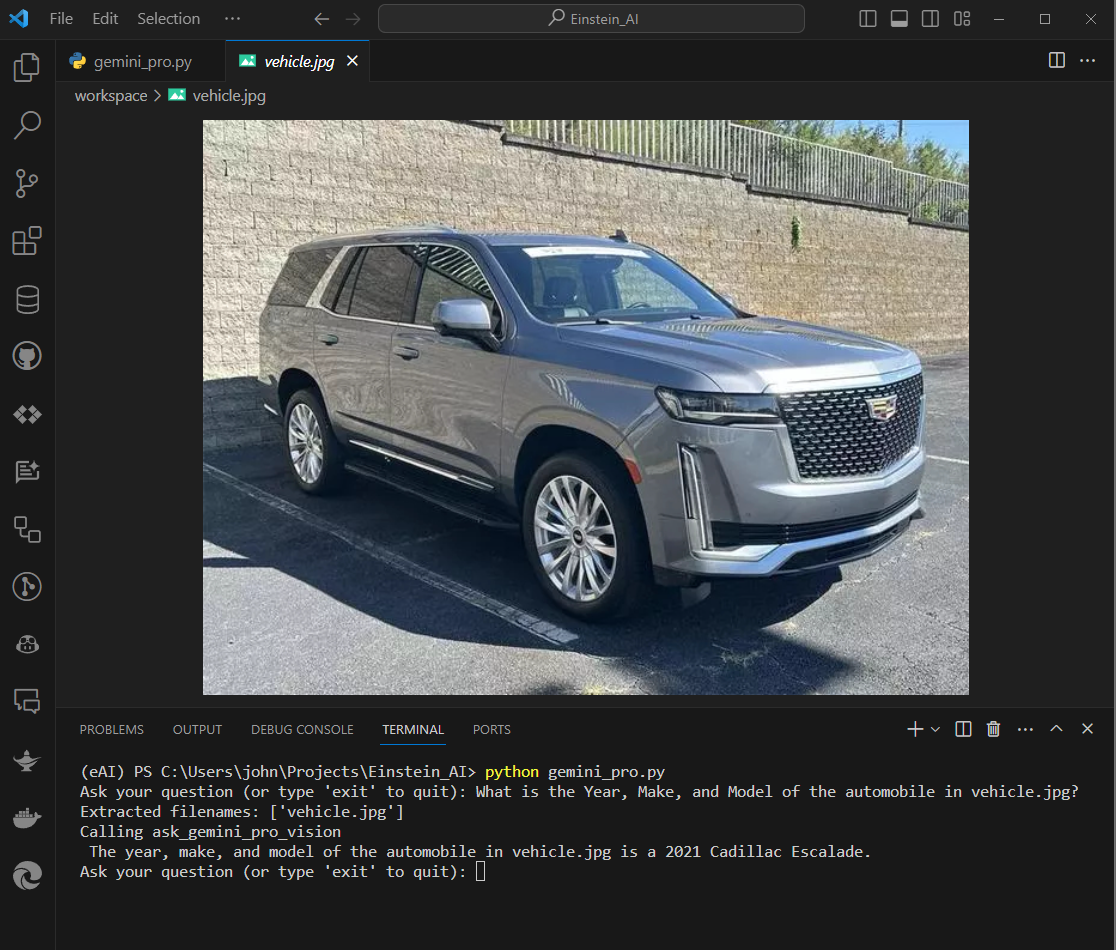 File Edit Selection ··· Einstein_AI
gemini_pro.py vehicle.jpg
workspace > vehicle.jpg
PROBLEMS OUTPUT DEBUG CONSOLE TERMINAL PORTS
(eAI) PS C:\Users\john\Projects\Einstein_AI> python gemini_pro.py
Ask your question (or type 'exit' to quit): What is the Year, Make, and Model of the automobile in vehicle.jpg?
Extracted filenames: ['vehicle.jpg']
Calling ask_gemini_pro_vision
The year, make, and model of the automobile in vehicle.jpg is a 2021 Cadillac Escalade.
Ask your question (or type 'exit' to quit):